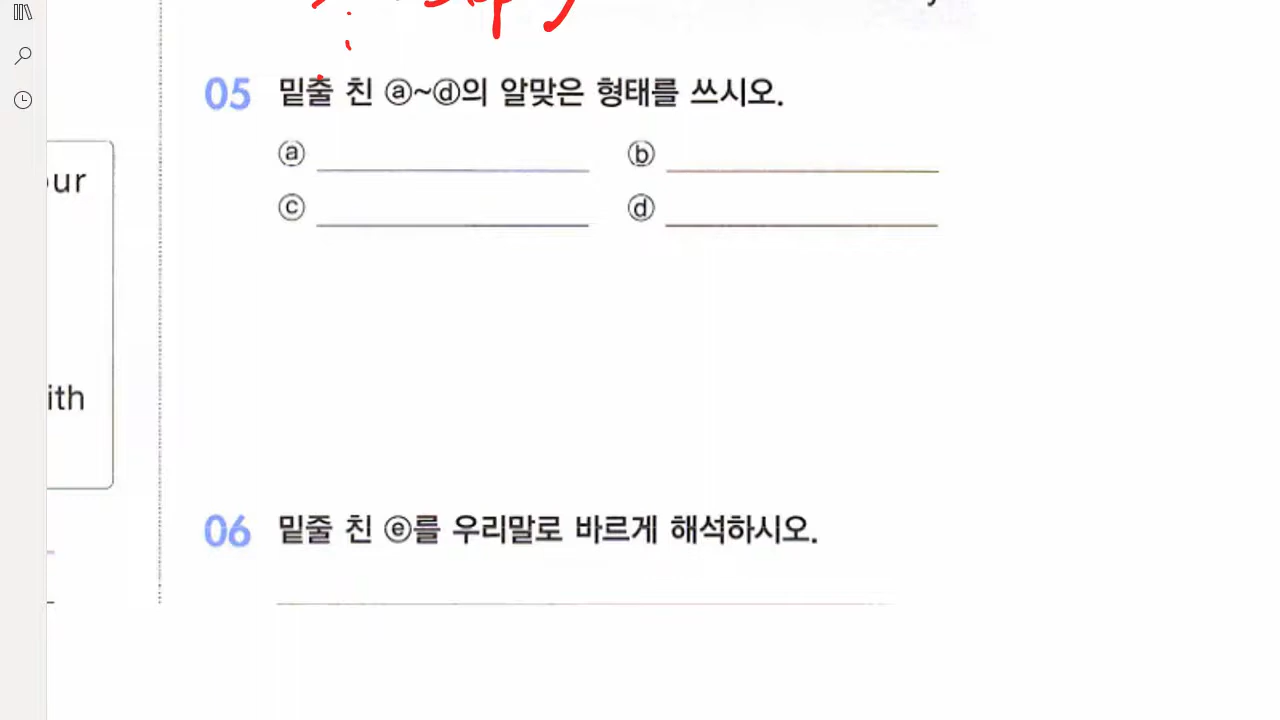 05 밑줄 친 ⓐ~ⓓ의 알맞은 형태를 쓰시오.
ⓐ ⓑ
our
ⓒ ⓓ
ith
06 밑줄 친 ⓔ를 우리말로 바르게 해석하시오.